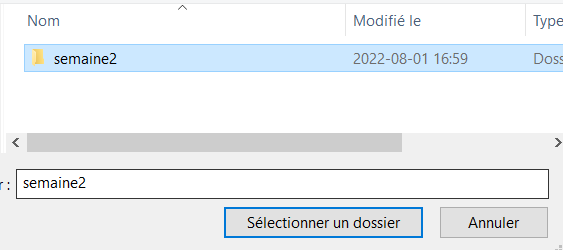 Nom Modifié le Type
semaine2 2022-08-01 16:59 Doss
r : semaine2
Sélectionner un dossier Annuler